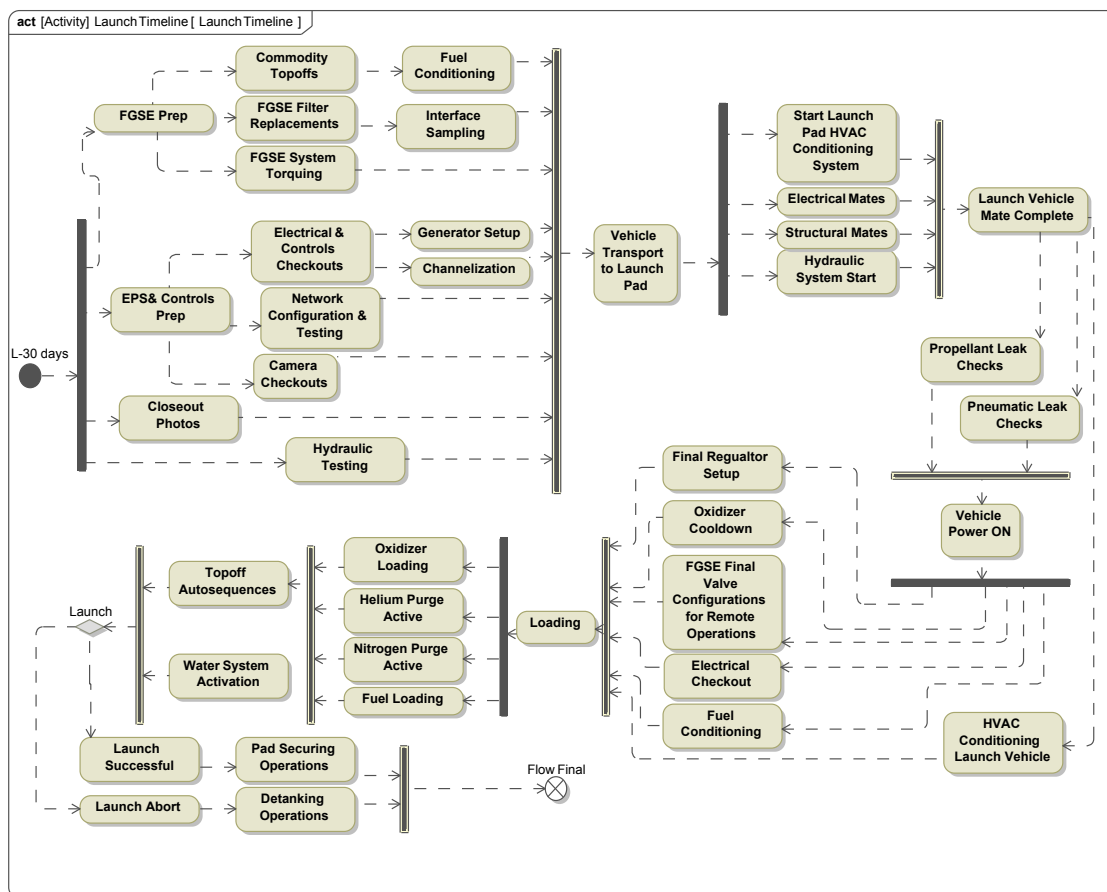 act [Activity] Launch Timeline [ Launch Timeline ]
Commodity
Topoffs
Fuel
Conditioning
FGSE Prep
FGSE Filter
Replacements
Interface
Sampling
FGSE System
Torquing
Electrical &
Controls
Checkouts
Generator Setup
Channelization
EPS& Controls
Prep
Network
Configuration &
Testing
Camera
Checkouts
L-30 days
Closeout
Photos
Hydraulic
Testing
Vehicle
Transport
to Launch
Pad
Start Launch
Pad HVAC
Conditioning
System
Electrical Mates
Structural Mates
Hydraulic
System Start
Launch Vehicle
Mate Complete
Propellant Leak
Checks
Pneumatic Leak
Checks
Vehicle
Power ON
Final Regualtor
Setup
Oxidizer
Cooldown
FGSE Final
Valve
Configurations
for Remote
Operations
Electrical
Checkout
Fuel
Conditioning
HVAC
Conditioning
Launch Vehicle
Loading
Oxidizer
Loading
Helium Purge
Active
Nitrogen Purge
Active
Fuel Loading
Topoff
Autosequences
Water System
Activation
Launch
Launch
Successful
Pad Securing
Operations
Launch Abort
Detanking
Operations
Flow Final